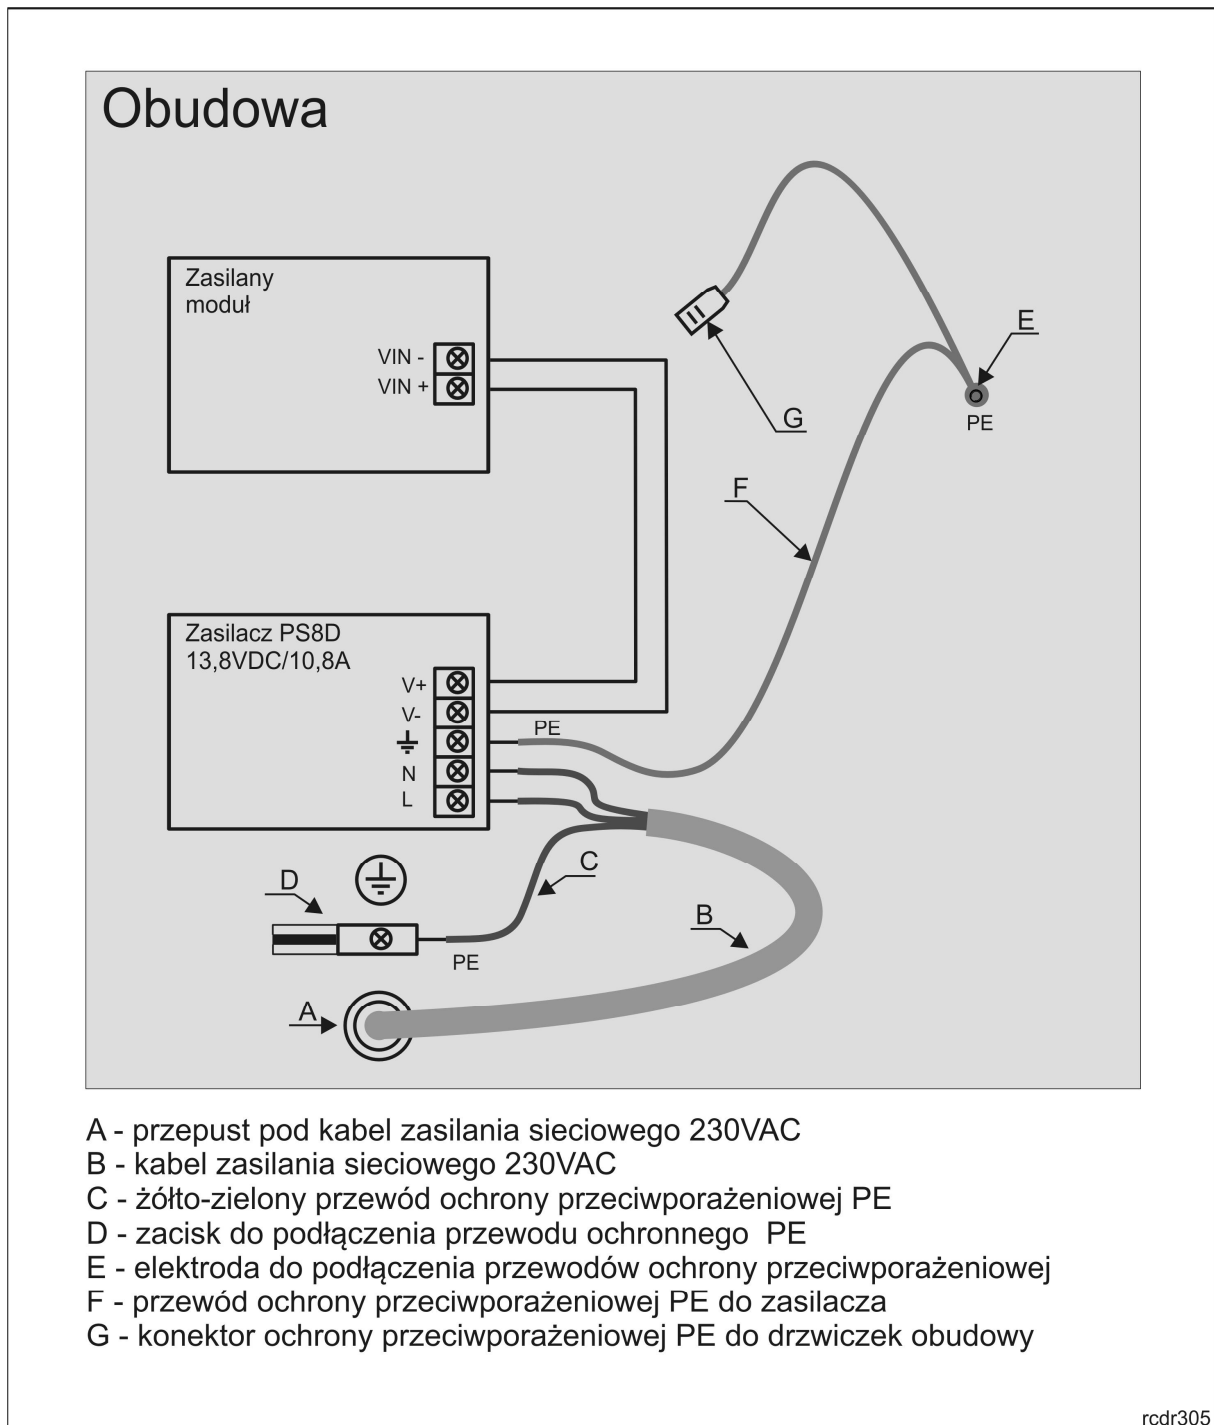 Obudowa
Zasilany
moduł
VIN -
VIN +
E
PE
G
F
Zasilacz PS8D
13,8VDC/10,8A
V+
V-
PE
N
L
C
D
B
PE
A
A - przepust pod kabel zasilania sieciowego 230VAC
B - kabel zasilania sieciowego 230VAC
C - żółto-zielony przewód ochrony przeciwporażeniowej PE
D - zacisk do podłączenia przewodu ochronnego  PE
E - elektroda do podłączenia przewodów ochrony przeciwporażeniowej
F - przewód ochrony przeciwporażeniowej PE do zasilacza
G - konektor ochrony przeciwporażeniowej PE do drzwiczek obudowy
rcdr305